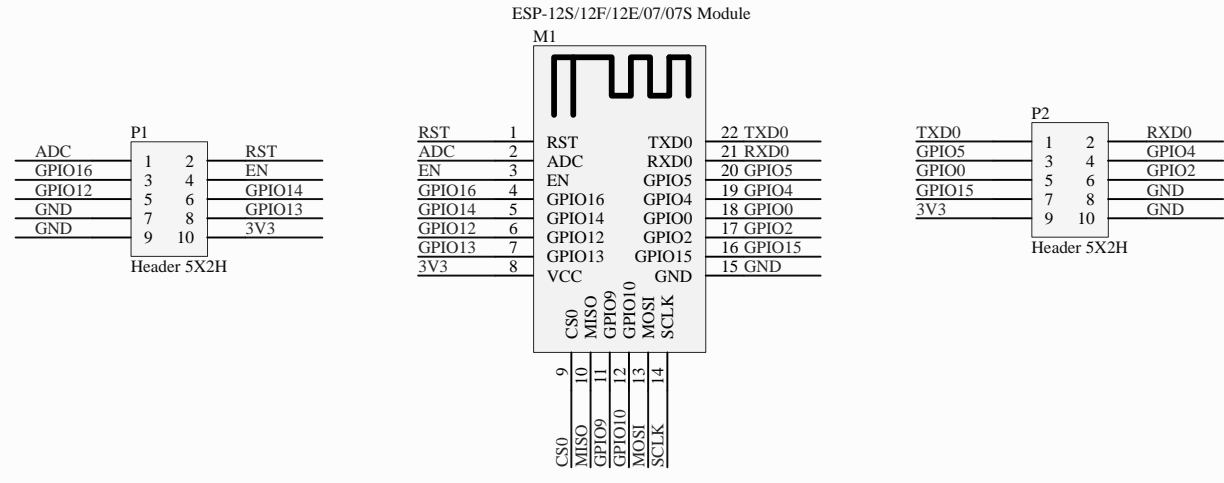 ESP-12S/12F/12E/07/07S Module
M1
P1
ADC 1 2 RST
GPIO16 3 4 EN
GPIO12 5 6 GPIO14
GND 7 8 GPIO13
GND 9 10 3V3
Header 5X2H
RST 1 RST TXD0 22 TXD0
ADC 2 ADC RXD0 21 RXD0
EN 3 EN GPIO5 20 GPIO5
GPIO16 4 GPIO16 GPIO4 19 GPIO4
GPIO14 5 GPIO14 GPIO0 18 GPIO0
GPIO12 6 GPIO12 GPIO2 17 GPIO2
GPIO13 7 GPIO13 GPIO15 16 GPIO15
3V3 8 VCC GND 15 GND
CS0 MISO GPIO9 GPIO10 MOSI SCLK
9 10 11 12 13 14
CS0 MISO GPIO9 GPIO10 MOSI SCLK
P2
TXD0 1 2 RXD0
GPIO5 3 4 GPIO4
GPIO0 5 6 GPIO2
GPIO15 7 8 GND
3V3 9 10 GND
Header 5X2H